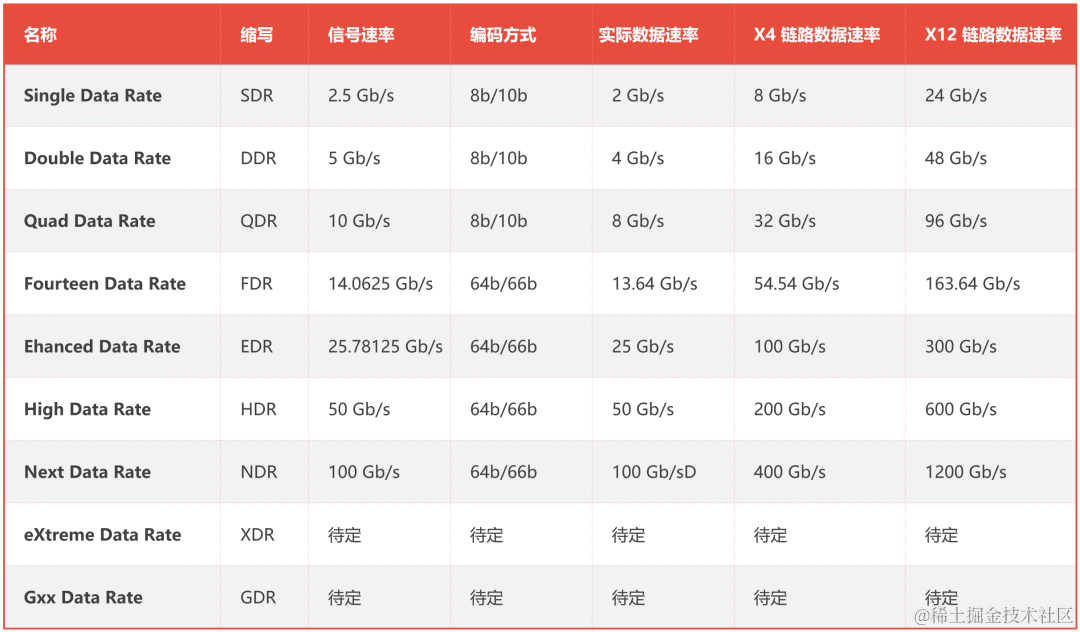 名称 缩写 信号速率 编码方式 实际数据速率 X4 链路数据速率 X12 链路数据速率
Single Data Rate SDR 2.5 Gb/s 8b/10b 2 Gb/s 8 Gb/s 24 Gb/s
Double Data Rate DDR 5 Gb/s 8b/10b 4 Gb/s 16 Gb/s 48 Gb/s
Quad Data Rate QDR 10 Gb/s 8b/10b 8 Gb/s 32 Gb/s 96 Gb/s
Fourteen Data Rate FDR 14.0625 Gb/s 64b/66b 13.64 Gb/s 54.54 Gb/s 163.64 Gb/s
Ehanced Data Rate EDR 25.78125 Gb/s 64b/66b 25 Gb/s 100 Gb/s 300 Gb/s
High Data Rate HDR 50 Gb/s 64b/66b 50 Gb/s 200 Gb/s 600 Gb/s
Next Data Rate NDR 100 Gb/s 64b/66b 100 Gb/sD 400 Gb/s 1200 Gb/s
eXtreme Data Rate XDR 待定 待定 待定 待定 待定
Gxx Data Rate GDR 待定 待定 待定 待定 待定
@稀土掘金技术社区